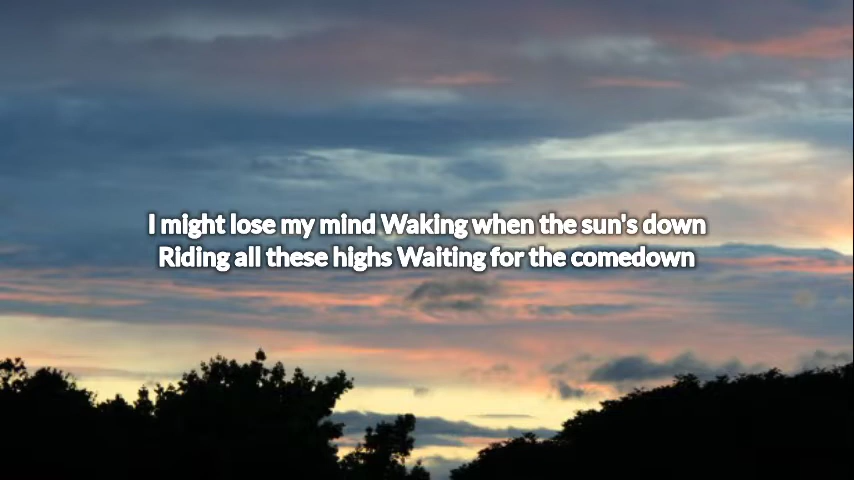 I might lose my mind Waking when the sun's down
Riding all these highs Waiting for the comedown